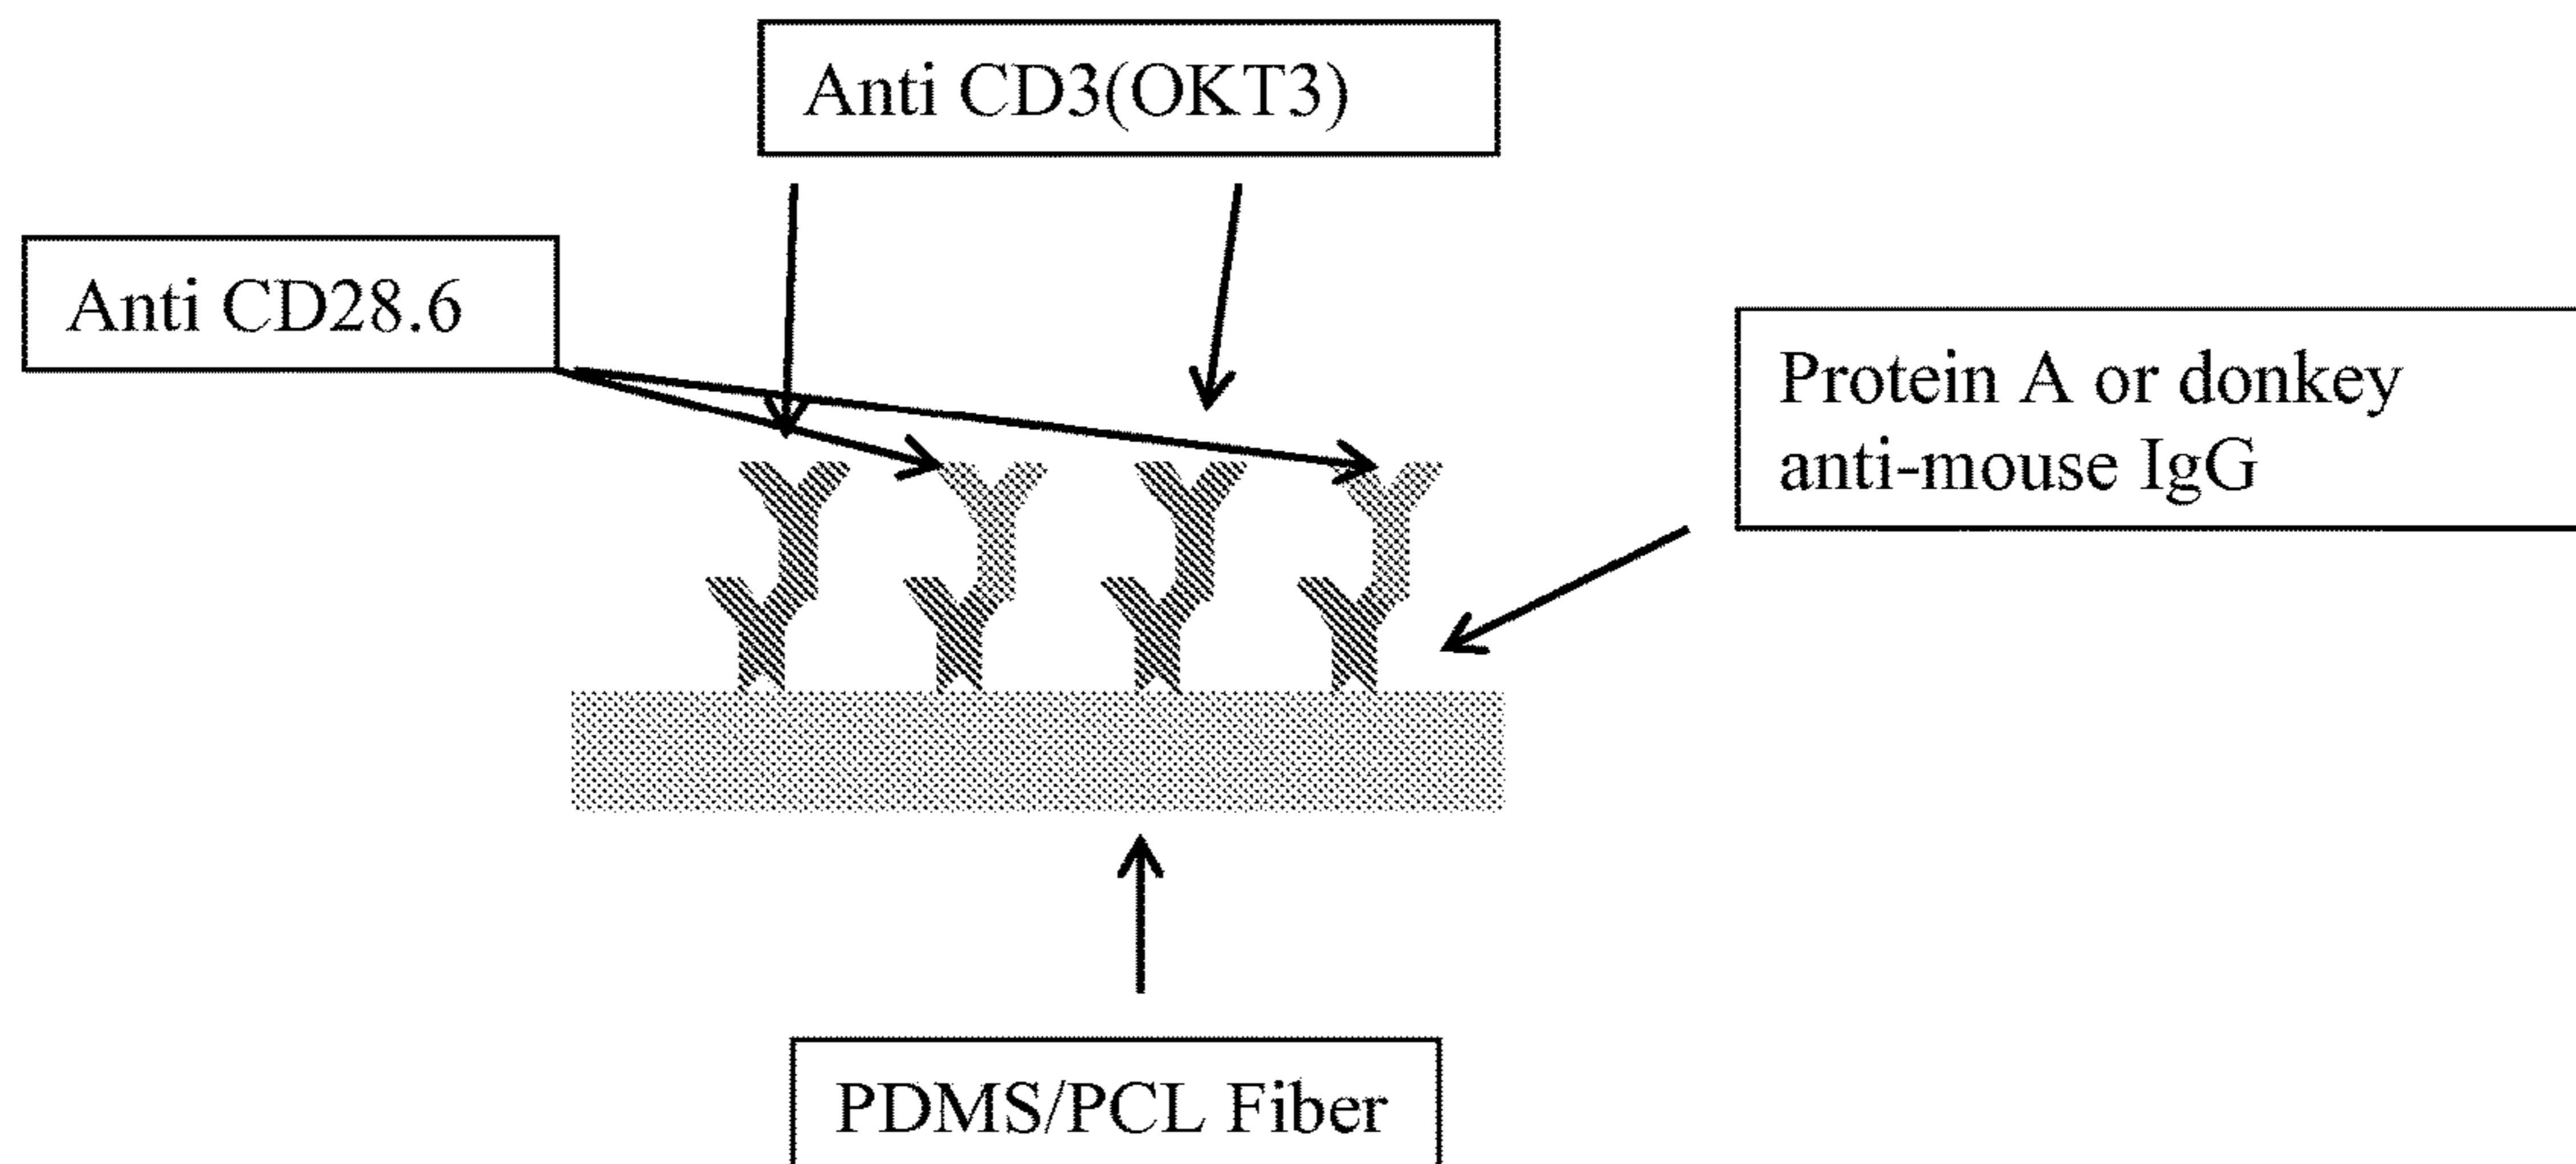 Anti CD3(OKT3)
Anti CD28.6
Protein A or donkey
anti-mouse IgG
PDMS/PCL Fiber